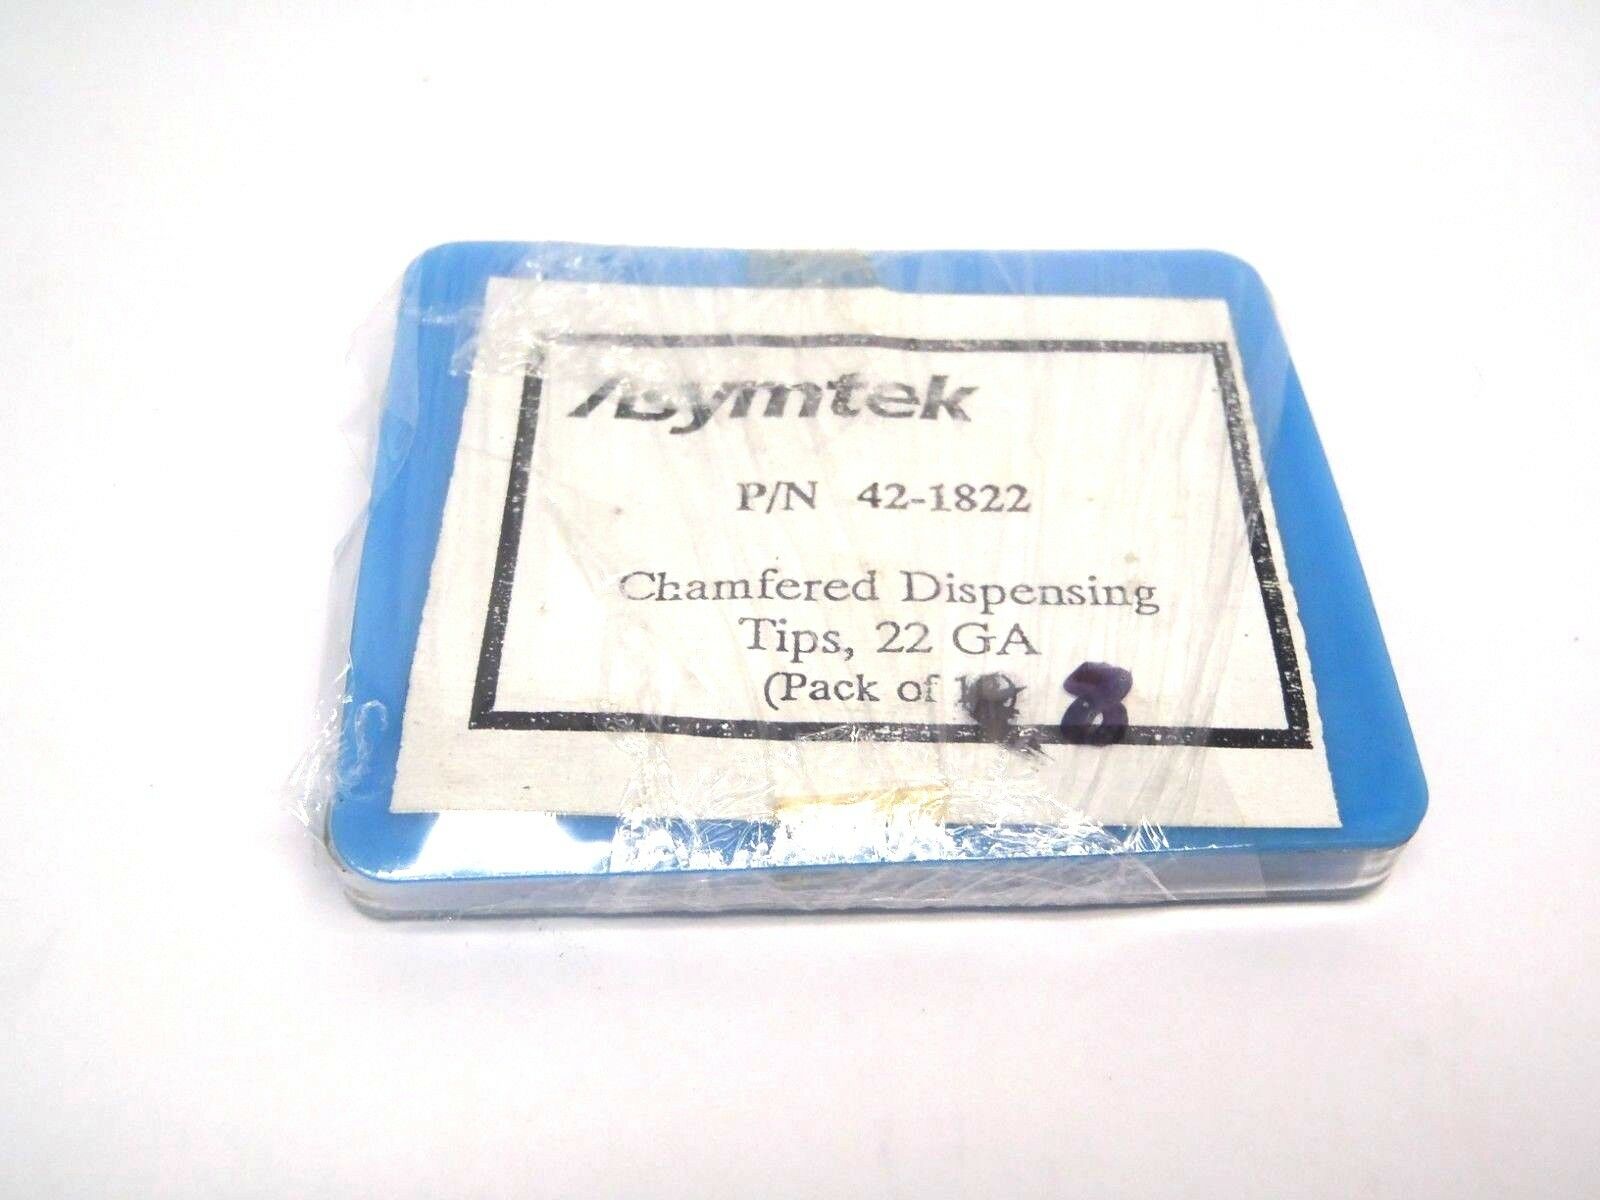 Asymtek
P/N 42-1822
Chamfered Dispensing
Tips, 22 GA
(Pack of
8